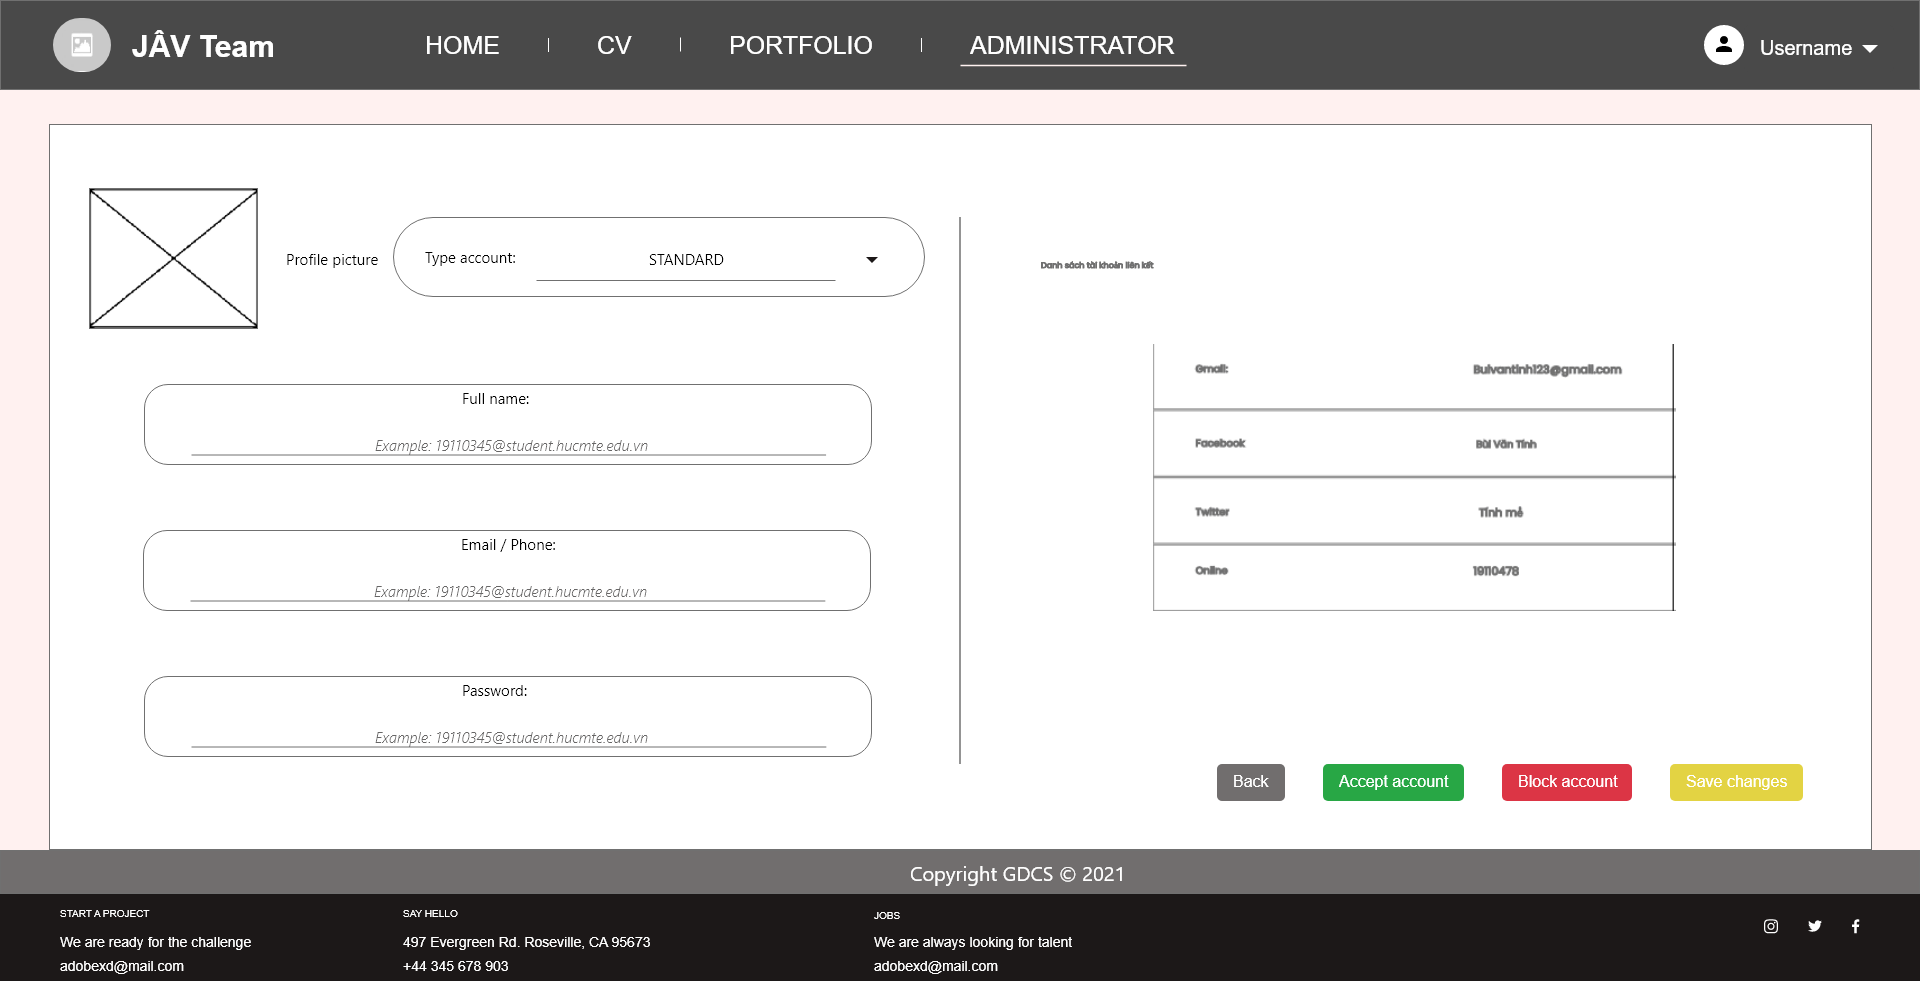 JÂV Team
HOME
CV
PORTFOLIO
ADMINISTRATOR
Username
Profile picture
Type account:
STANDARD
Full name:
Example: 19110345@student.hucmte.edu.vn
Email / Phone:
Example: 19110345@student.hucmte.edu.vn
Password:
Example: 19110345@student.hucmte.edu.vn
Danh sách tài khoản liên kết
Gmail:
Buivantinh123@gmail.com
Facebook
Bùi Văn Tính
Twitter
Tính mẻ
Online
19110478
Back
Accept account
Block account
Save changes
Copyright GDCS © 2021
START A PROJECT
We are ready for the challenge
adobexd@mail.com
SAY HELLO
497 Evergreen Rd. Roseville, CA 95673
+44 345 678 903
JOBS
We are always looking for talent
adobexd@mail.com